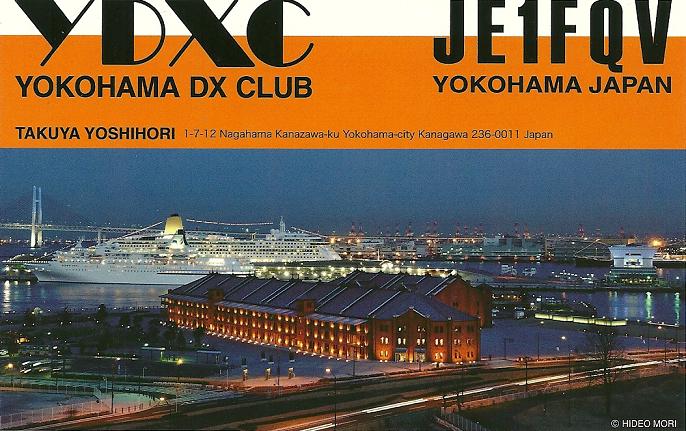 YDXC
JE1FQV
YOKOHAMA DX CLUB
YOKOHAMA JAPAN
TAKUYA YOSHIHORI 1-7-12 Nagahama Kanazawa-ku Yokohama-city Kanagawa 236-0011 Japan
© HIDEO MORI